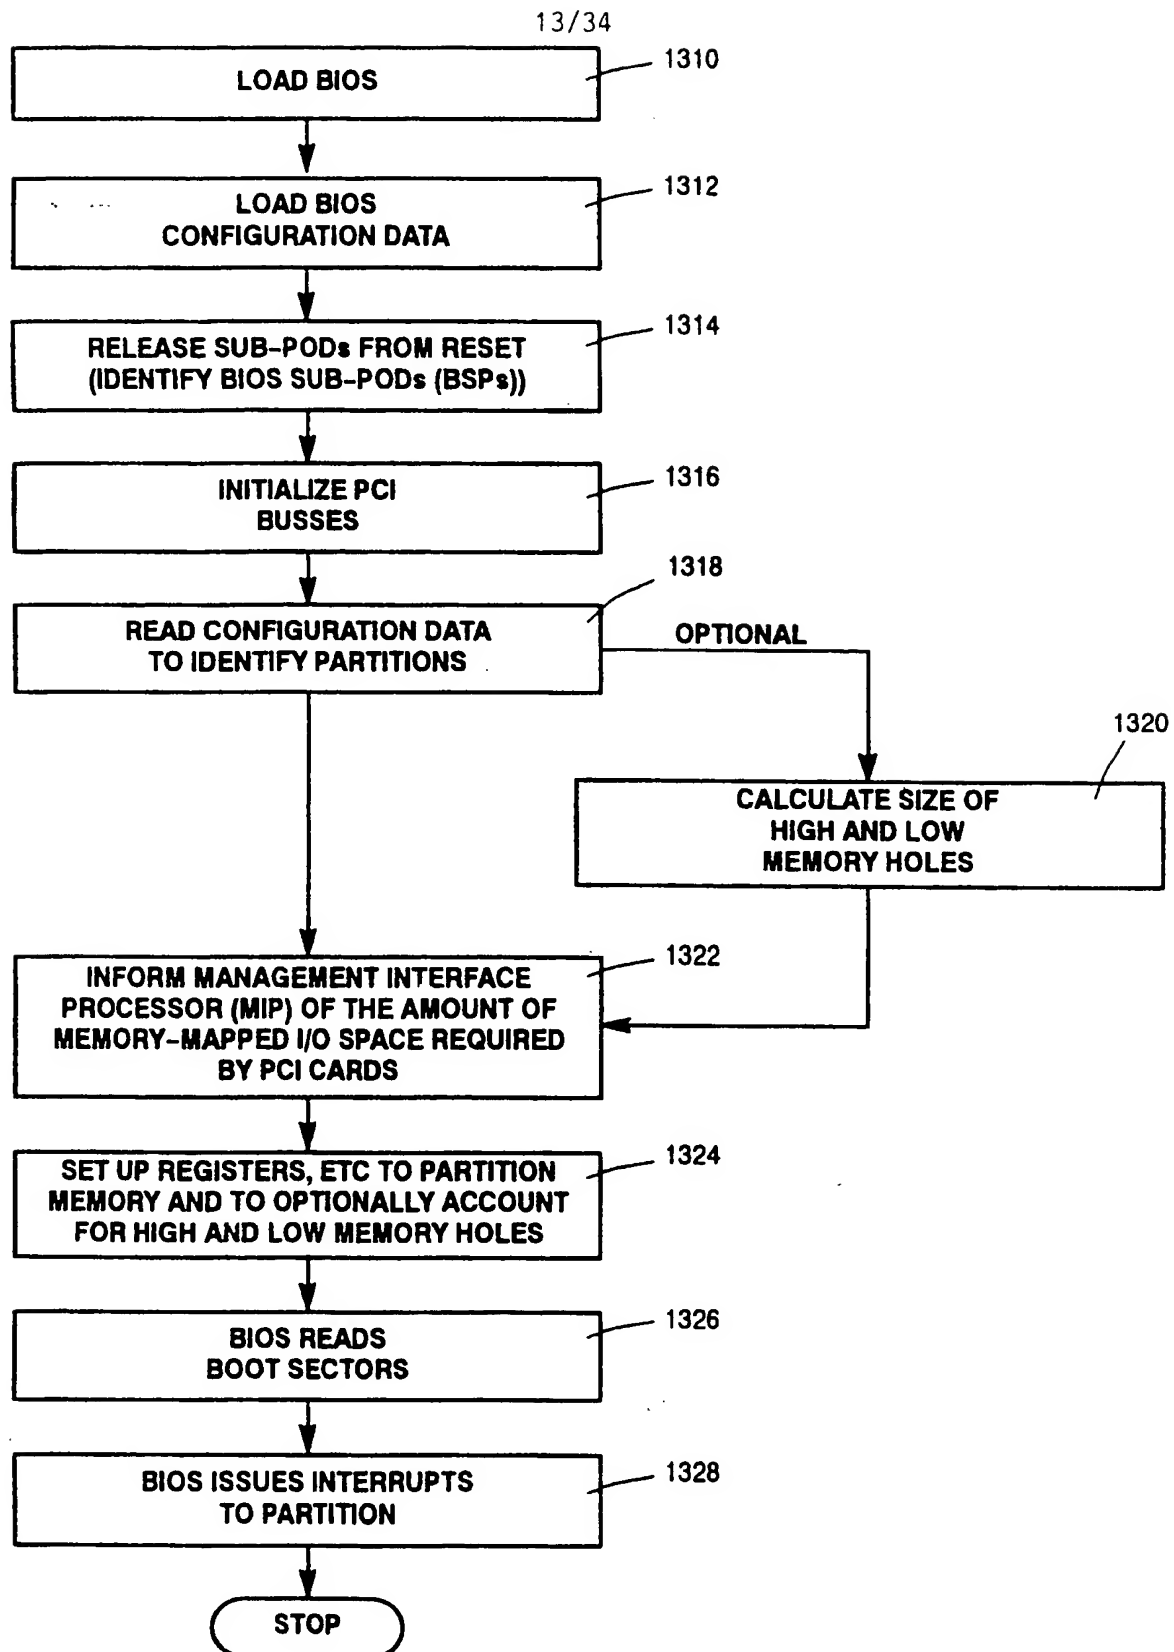 13/34
LOAD BIOS
1310
LOAD BIOS
CONFIGURATION DATA
1312
RELEASE SUB-PODs FROM RESET
(IDENTIFY BIOS SUB-PODs (BSPs))
1314
INITIALIZE PCI
BUSSES
1316
READ CONFIGURATION DATA
TO IDENTIFY PARTITIONS
1318
OPTIONAL
CALCULATE SIZE OF
HIGH AND LOW
MEMORY HOLES
1320
INFORM MANAGEMENT INTERFACE
PROCESSOR (MIP) OF THE AMOUNT OF
MEMORY-MAPPED I/O SPACE REQUIRED
BY PCI CARDS
1322
SET UP REGISTERS, ETC TO PARTITION
MEMORY AND TO OPTIONALLY ACCOUNT
FOR HIGH AND LOW MEMORY HOLES
1324
BIOS READS
BOOT SECTORS
1326
BIOS ISSUES INTERRUPTS
TO PARTITION
1328
STOP